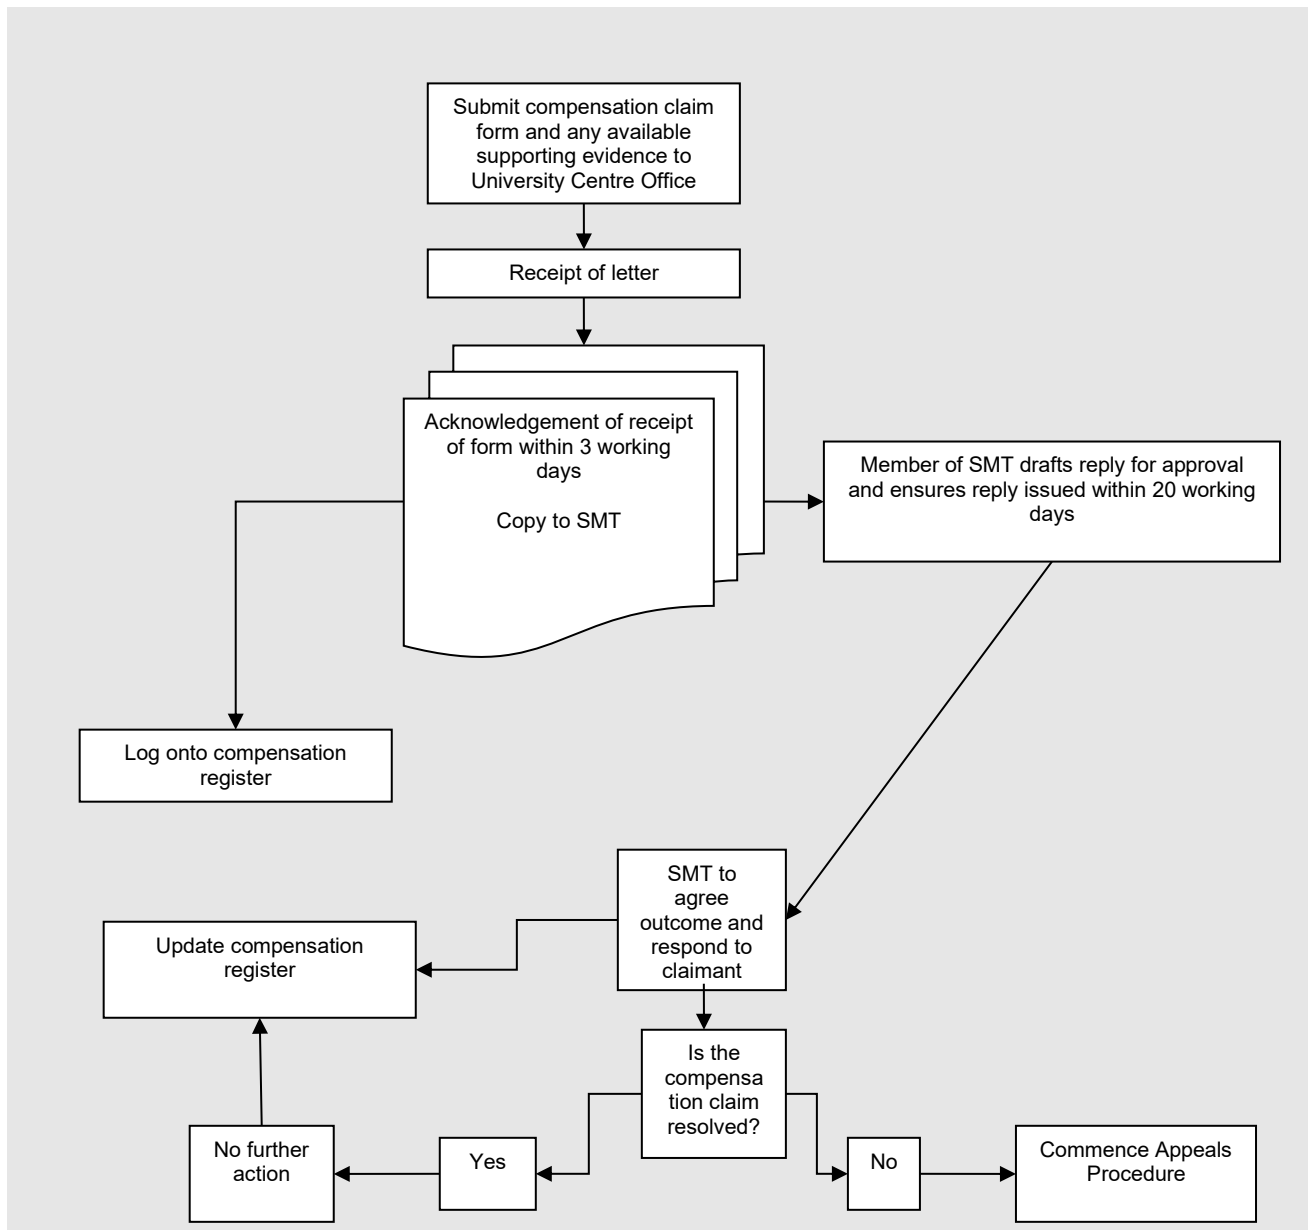 Submit compensation claim
form and any available
supporting evidence to
University Centre Office
Receipt of letter
Acknowledgement of receipt
of form within 3 working
days
Copy to SMT
Member of SMT drafts reply for approval
and ensures reply issued within 20 working
days
Log onto compensation
register
SMT to
agree
outcome and
respond to
claimant
Update compensation
register
Is the
compensa
tion claim
resolved?
No further
action
Yes
No
Commence Appeals
Procedure